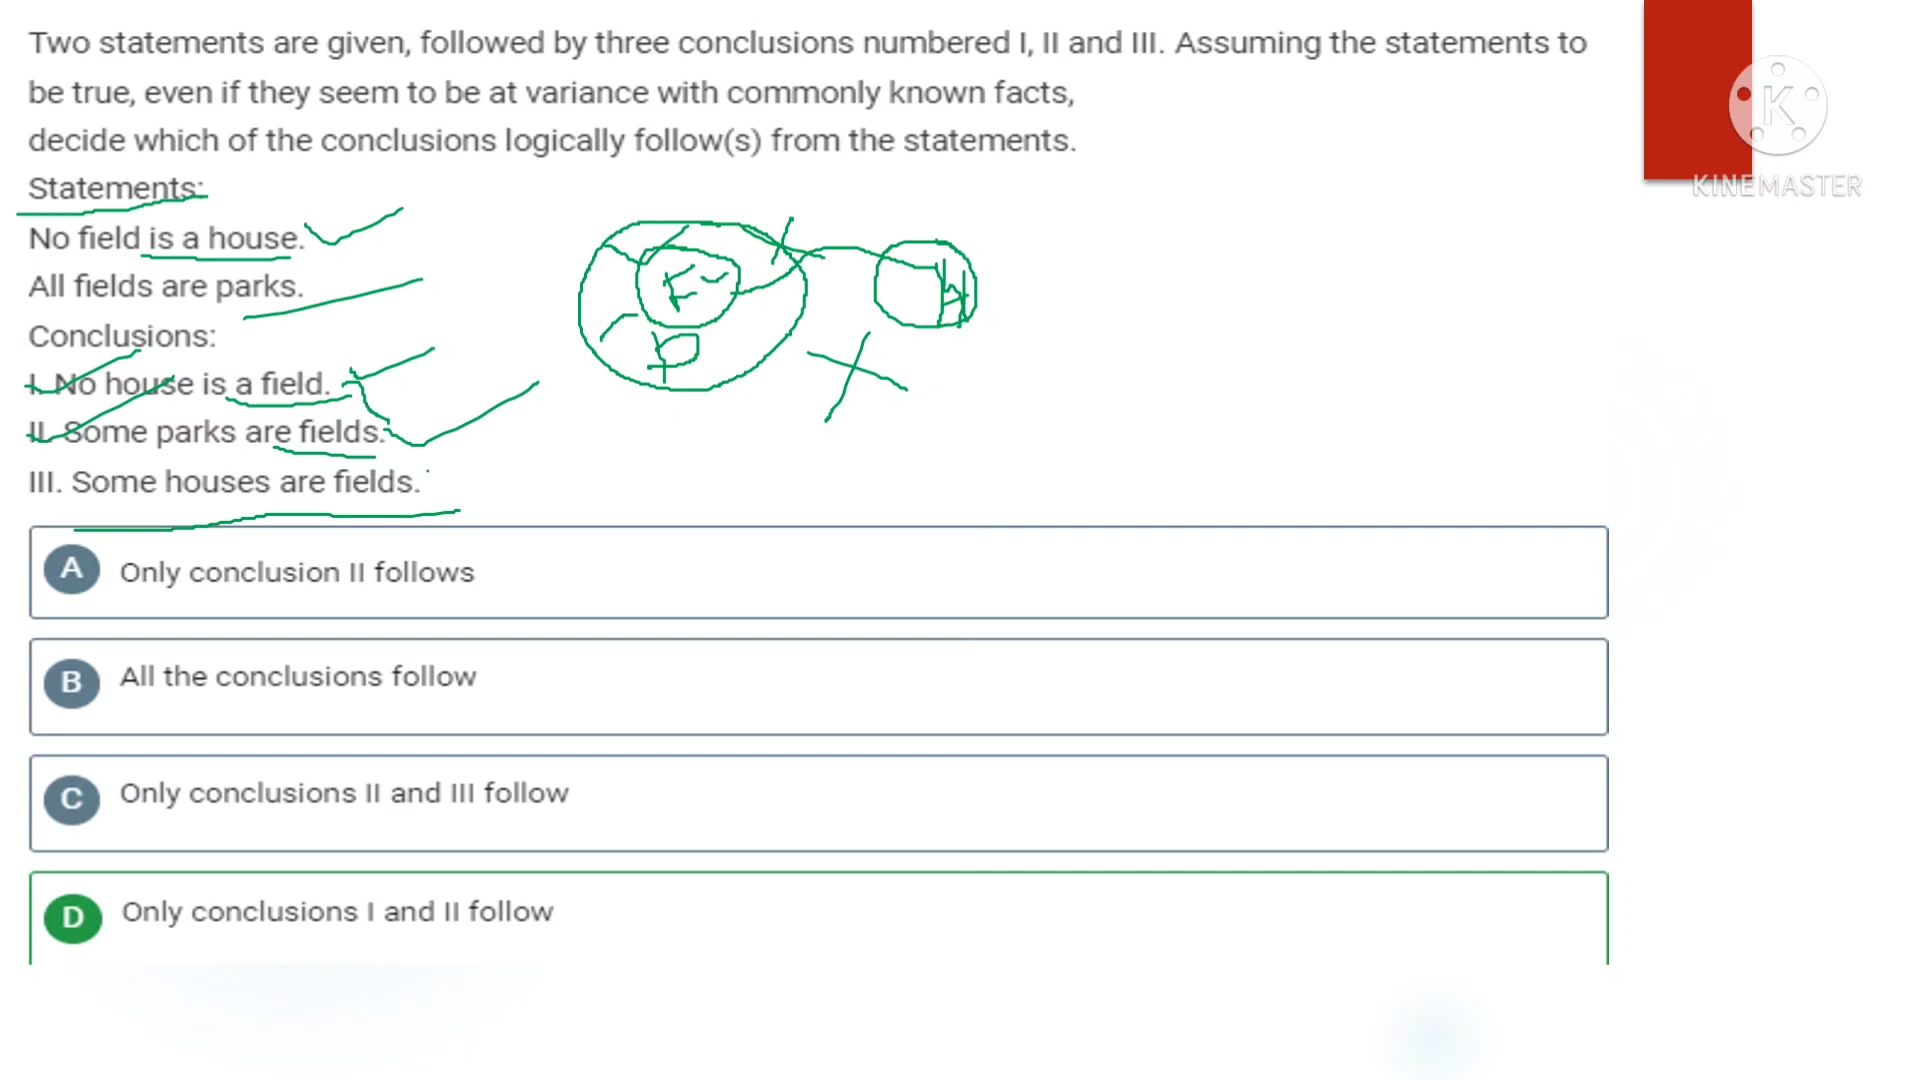 Two statements are given, followed by three conclusions numbered I, II and III. Assuming the statements to
be true, even if they seem to be at variance with commonly known facts,
decide which of the conclusions logically follow(s) from the statements.
Statements:
No field is a house.
All fields are parks.
Conclusions:
I. No house is a field.
II. Some parks are fields.
III. Some houses are fields.
F
P
H
A Only conclusion II follows
B All the conclusions follow
C Only conclusions II and III follow
D Only conclusions I and II follow
K
KINEMASTER